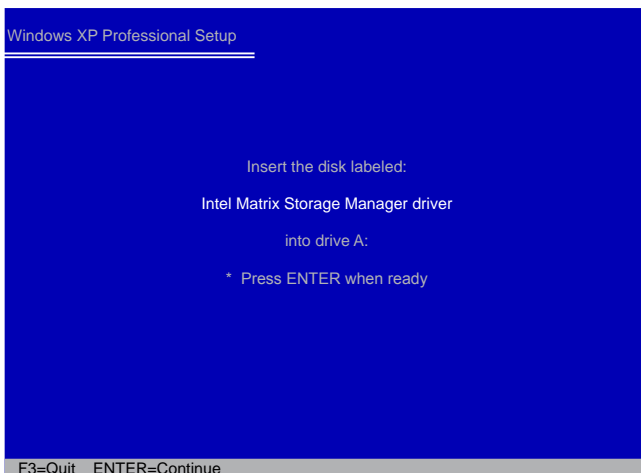 Windows XP Professional Setup
Insert the disk labeled:
Intel Matrix Storage Manager driver
into drive A:
* Press ENTER when ready
F3=Quit ENTER=Continue